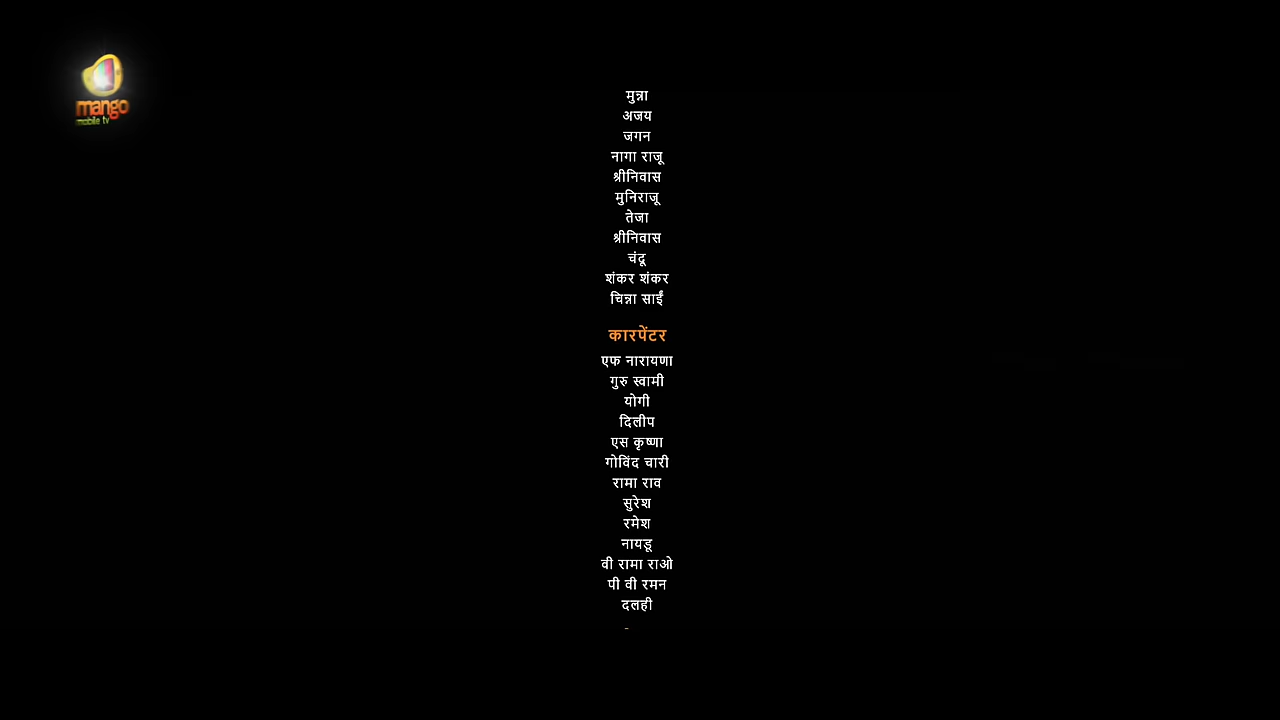 mango
mobile tv
मुन्ना
अजय
जगन
नागा राजू
श्रीनिवास
मुनिराजू
तेजा
श्रीनिवास
चंदू
शंकर शंकर
चिन्ना साईं
कारपेंटर
एफ नारायणा
गुरु स्वामी
योगी
दिलीप
एस कृष्णा
गोविंद चारी
रामा राव
सुरेश
रमेश
नायडू
वी रामा राओ
पी वी रमन
दलही